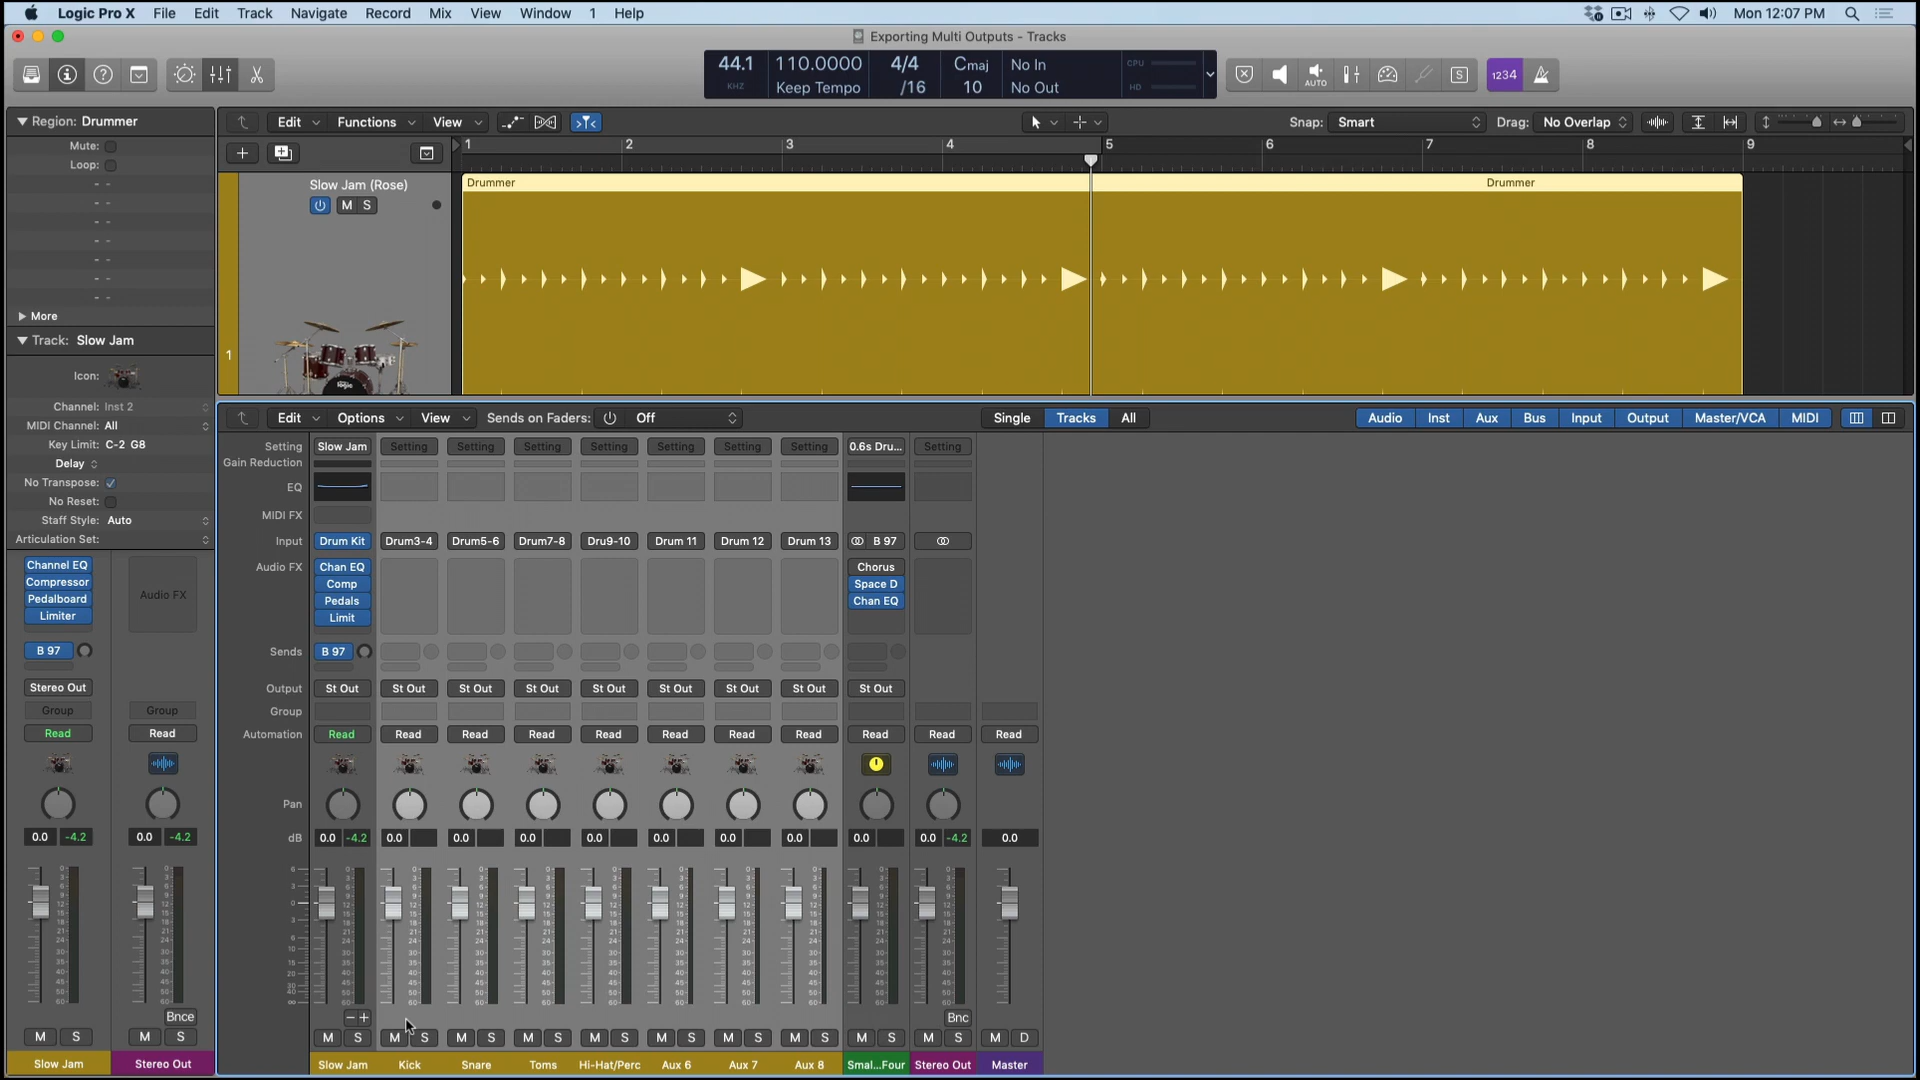 Logic Pro X File Edit Track Navigate Record Mix View Window 1 Help Mon 12:07 PM
Exporting Multi Outputs - Tracks
44.1 110.0000 4/4 Cmaj No In CPU
KHZ Keep Tempo /16 10 No Out HD
AUTO S 1234
Region: Drummer
Edit Functions View Snap: Smart Drag: No Overlap
Mute:
Loop:
1 2 3 4 5 6 7 8 9
Slow Jam (Rose)
M S
Drummer Drummer
1
More
Track: Slow Jam
Icon:
Channel: Inst 2
MIDI Channel: All
Key Limit: C-2 G8
Delay
No Transpose:
No Reset:
Staff Style: Auto
Articulation Set:
Edit Options View Sends on Faders: Off Single Tracks All Audio Inst Aux Bus Input Output Master/VCA MIDI
Setting Slow Jam Setting Setting Setting Setting Setting Setting Setting 0.6s Dru... Setting
Gain Reduction
EQ
MIDI FX
Input Drum Kit Drum3-4 Drum5-6 Drum7-8 Dru9-10 Drum 11 Drum 12 Drum 13 B 97
Audio FX Chan EQ Chorus
Comp Space D
Pedals Chan EQ
Limit
Sends B 97
Output St Out St Out St Out St Out St Out St Out St Out St Out St Out
Group
Automation Read Read Read Read Read Read Read Read Read Read Read
Pan
dB 0.0 -4.2 0.0 0.0 0.0 0.0 0.0 0.0 0.0 0.0 0.0 -4.2 0.0
Bnc
M S M S M S M S M S M S M S M S M S M S M D
Slow Jam Kick Snare Toms Hi-Hat/Perc Aux 6 Aux 7 Aux 8 Smal...Four Stereo Out Master
Channel EQ
Compressor
Pedalboard
Limiter
Audio FX
B 97
Stereo Out
Group Group
Read Read
0.0 -4.2 0.0 -4.2
Bnce
M S M S
Slow Jam Stereo Out